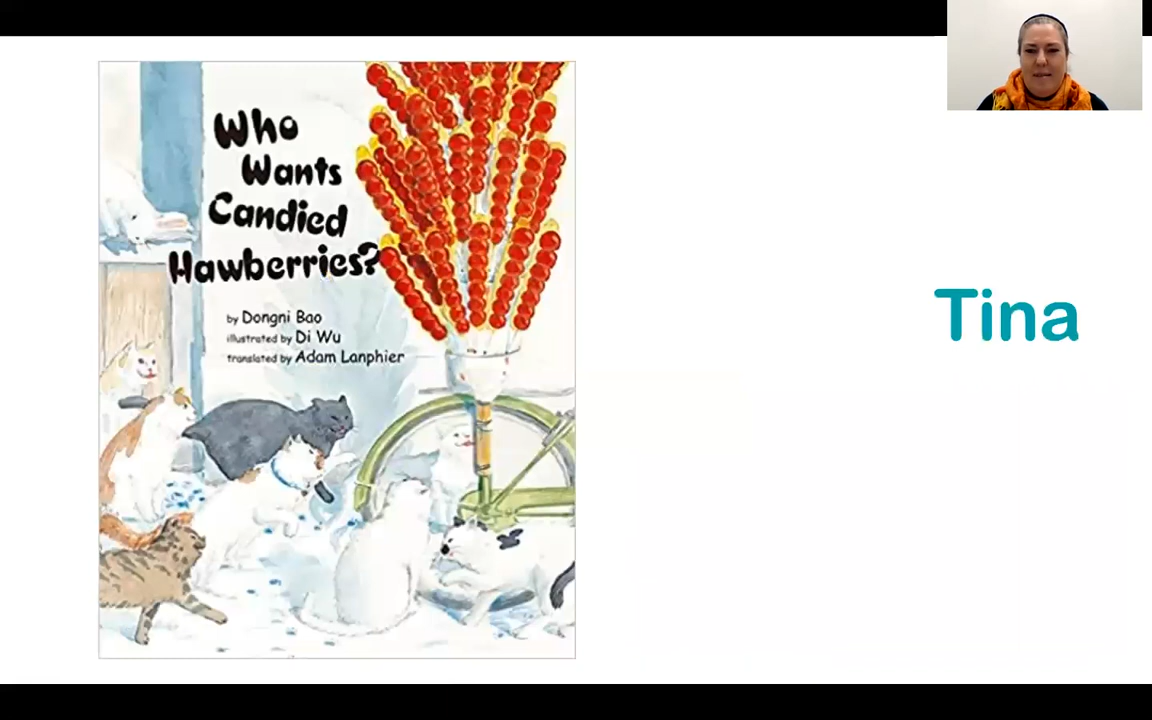 Who
Wants
Candied
Hawberries?
by Dongni Bao
illustrated by Di Wu
translated by Adam Lanphier
Tina